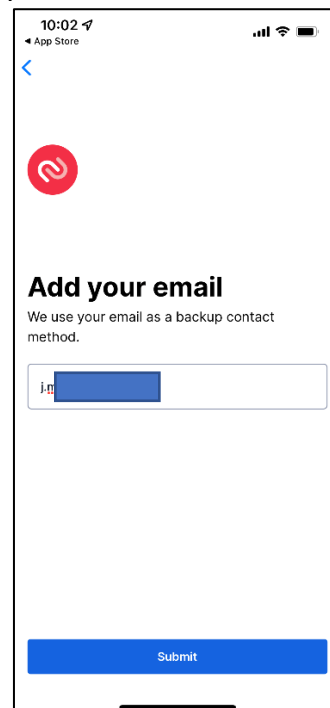 10:02
◀ App Store
Add your email
We use your email as a backup contact
method.
j.m
Submit